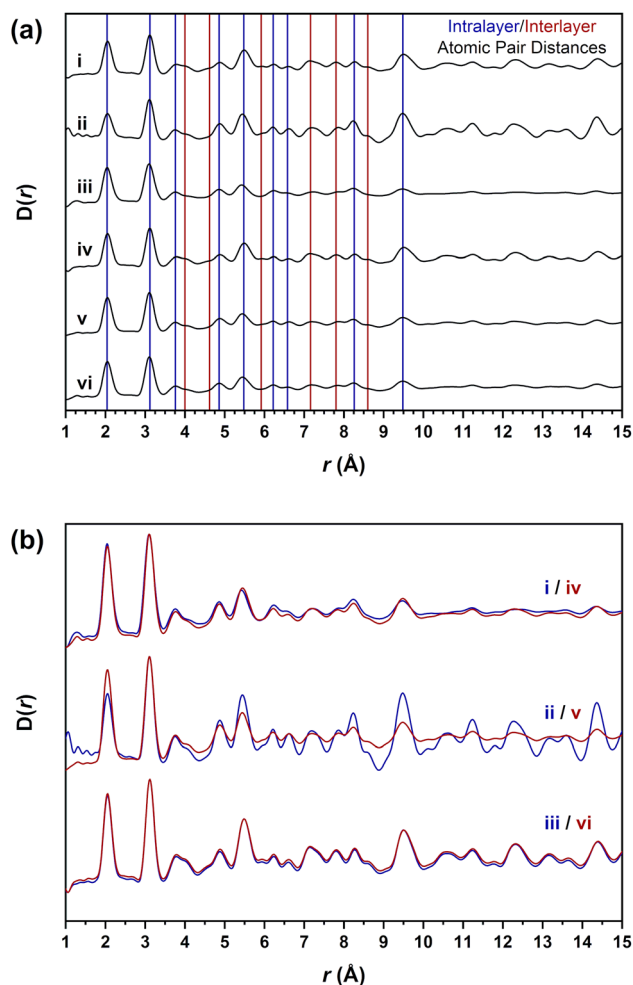 (a)
Intralayer/Interlayer
Atomic Pair Distances
i
ii
iii
iv
v
vi
D(r)
1 2 3 4 5 6 7 8 9 10 11 12 13 14 15
r (Å)
(b)
i / iv
ii / v
iii / vi
D(r)
1 2 3 4 5 6 7 8 9 10 11 12 13 14 15
r (Å)